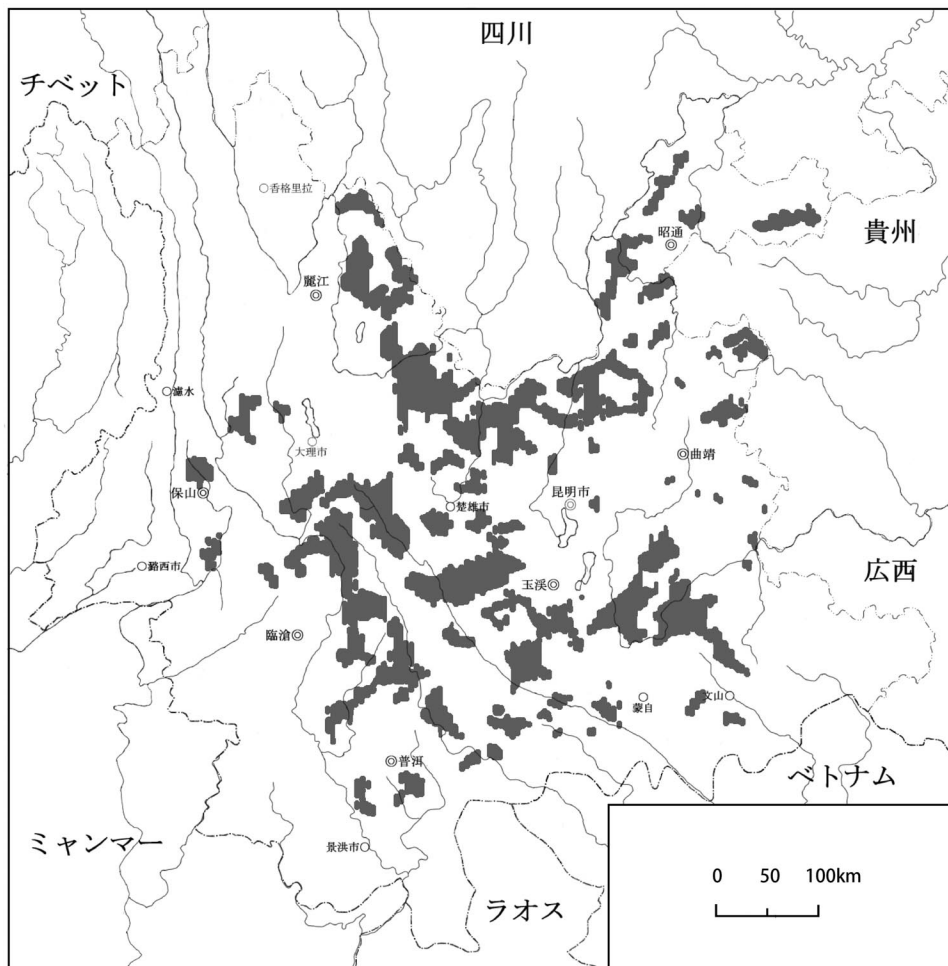 四川
チベット
香格里拉
昭通
貴州
麗江
瀘水
大理市
曲靖
保山
楚雄市
昆明市
潞西市
玉渓
広西
臨滄
蒙自
文山
普洱
ベトナム
ミャンマー
景洪市
ラオス
0 50 100km